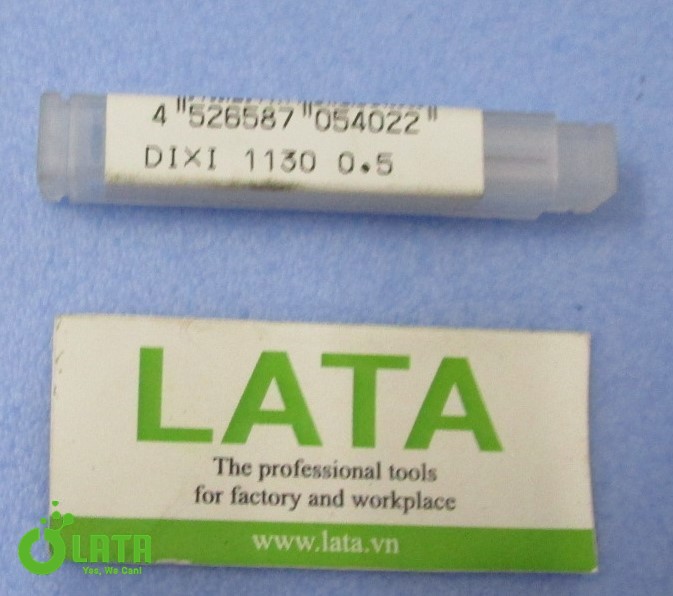 4 "526587 "054022 "
DIXI 1130 0.5
LATA
The professional tools
for factory and workplace
www.lata.vn
LATA
Yes, We Can!